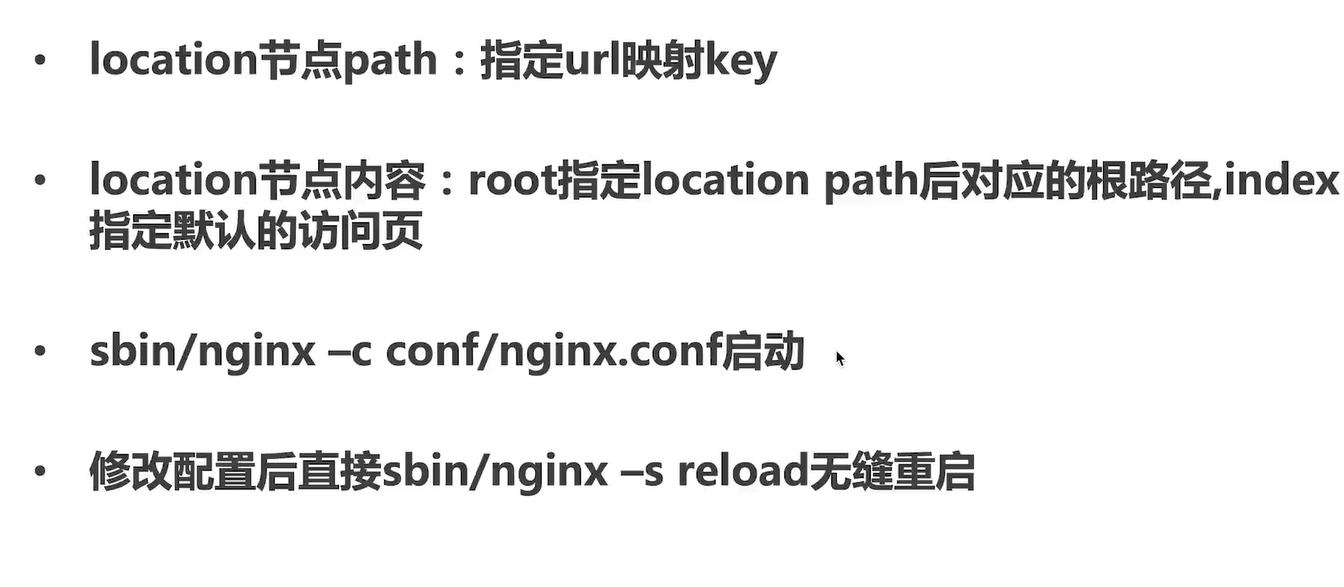 • location节点path：指定url映射key
• location节点内容：root指定location path后对应的根路径,index
指定默认的访问页
• sbin/nginx –c conf/nginx.conf启动
• 修改配置后直接sbin/nginx –s reload无缝重启